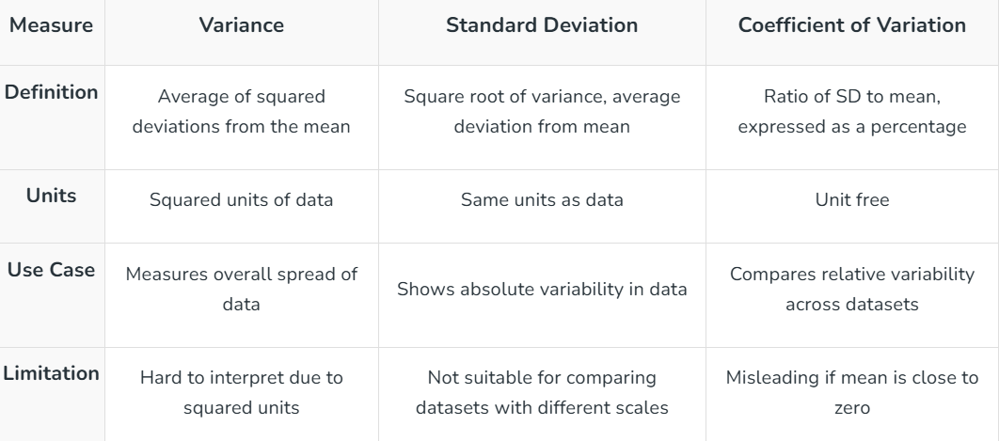 Measure Variance Standard Deviation Coefficient of Variation
Definition
Average of squared
deviations from the mean
Square root of variance, average
deviation from mean
Ratio of SD to mean,
expressed as a percentage
Units
Squared units of data
Same units as data
Unit free
Use Case
Measures overall spread of
data
Shows absolute variability in data
Compares relative variability
across datasets
Limitation
Hard to interpret due to
squared units
Not suitable for comparing
datasets with different scales
Misleading if mean is close to
zero